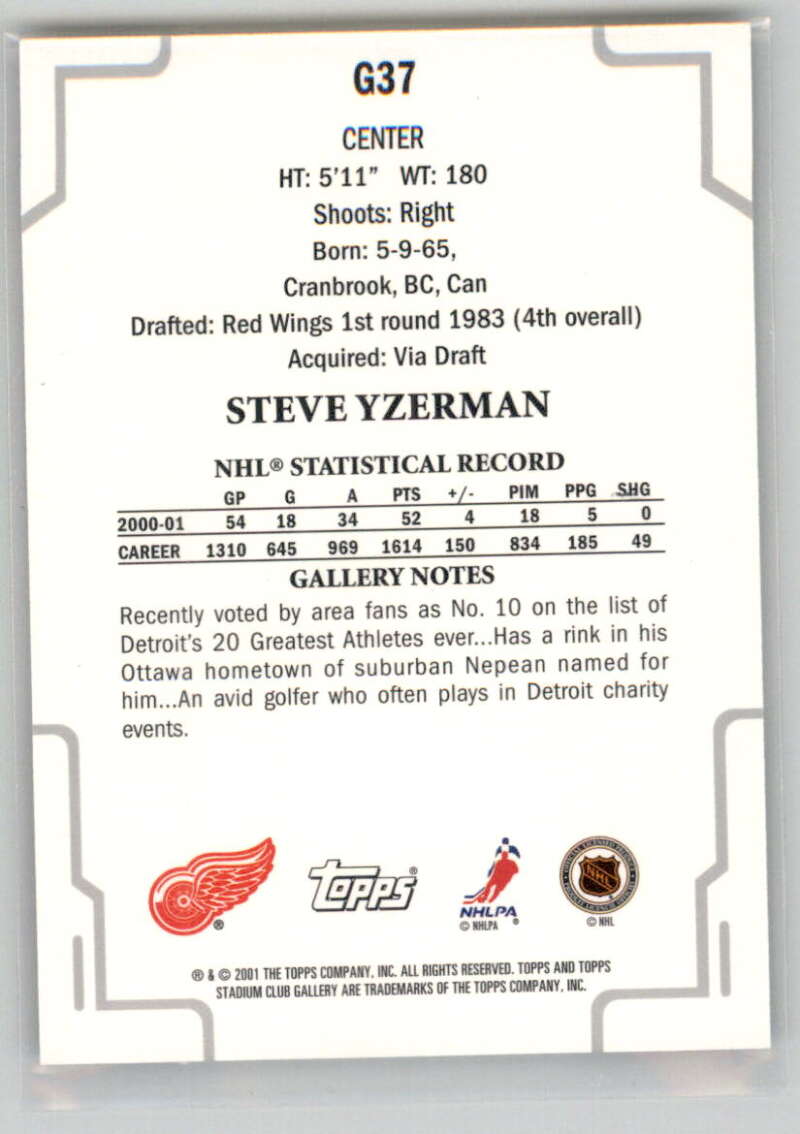 G37
CENTER
HT: 5'11” WT: 180
Shoots: Right
Born: 5-9-65,
Cranbrook, BC, Can
Drafted: Red Wings 1st round 1983 (4th overall)
Acquired: Via Draft
STEVE YZERMAN
NHL® STATISTICAL RECORD
GP G A PTS +/- PIM PPG SHG
2000-01 54 18 34 52 4 18 5 0
CAREER 1310 645 969 1614 150 834 185 49
GALLERY NOTES
Recently voted by area fans as No. 10 on the list of
Detroit's 20 Greatest Athletes ever...Has a rink in his
Ottawa hometown of suburban Nepean named for
him...An avid golfer who often plays in Detroit charity
events.
®
Topps®
NHLPA®
© NHLPA
NHL
© NHL
® & © 2001 THE TOPPS COMPANY, INC. ALL RIGHTS RESERVED. TOPPS AND TOPPS
STADIUM CLUB GALLERY ARE TRADEMARKS OF THE TOPPS COMPANY, INC.